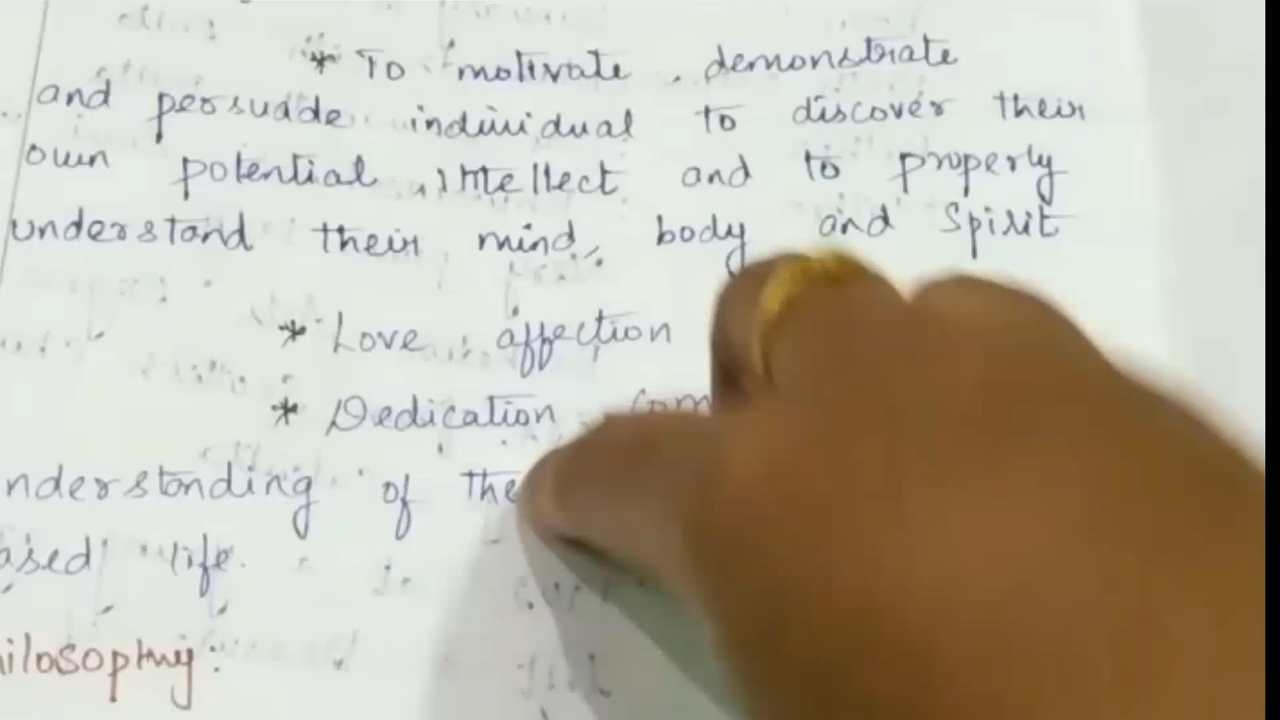 * To motivate, demonstrate
and persuade individual to discover their
own potential, intellect and to properly
understand their mind, body and Spirit
* Love, affection
* Dedication, com
nderstanding of the
ased life.
ilosophy: